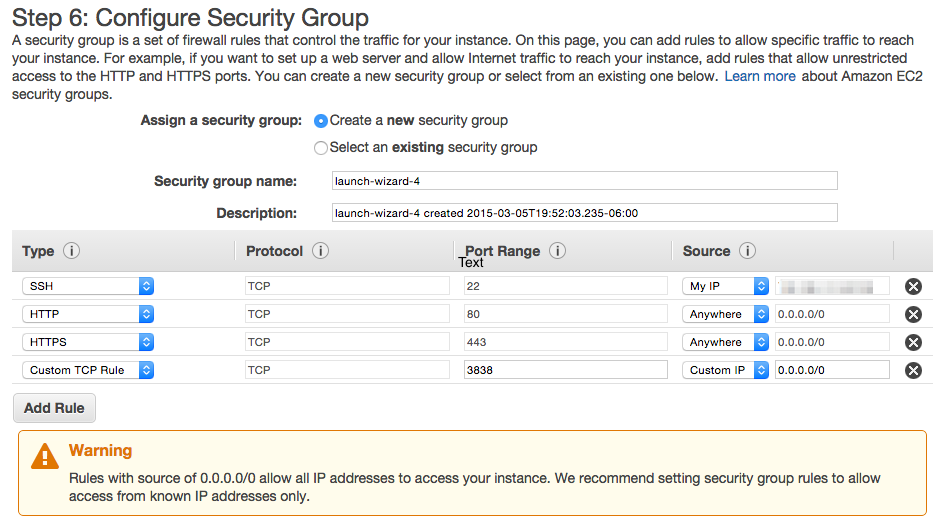 Step 6: Configure Security Group
A security group is a set of firewall rules that control the traffic for your instance. On this page, you can add rules to allow specific traffic to reach
your instance. For example, if you want to set up a web server and allow Internet traffic to reach your instance, add rules that allow unrestricted
access to the HTTP and HTTPS ports. You can create a new security group or select from an existing one below. Learn more about Amazon EC2
security groups.
Assign a security group: Create a new security group
Select an existing security group
Security group name: launch-wizard-4
Description: launch-wizard-4 created 2015-03-05T19:52:03.235-06:00
Type i Protocol i Port Range i Source i
Text
SSH TCP 22 My IP
HTTP TCP 80 Anywhere 0.0.0.0/0
HTTPS TCP 443 Anywhere 0.0.0.0/0
Custom TCP Rule TCP 3838 Custom IP 0.0.0.0/0
Add Rule
Warning
Rules with source of 0.0.0.0/0 allow all IP addresses to access your instance. We recommend setting security group rules to allow
access from known IP addresses only.